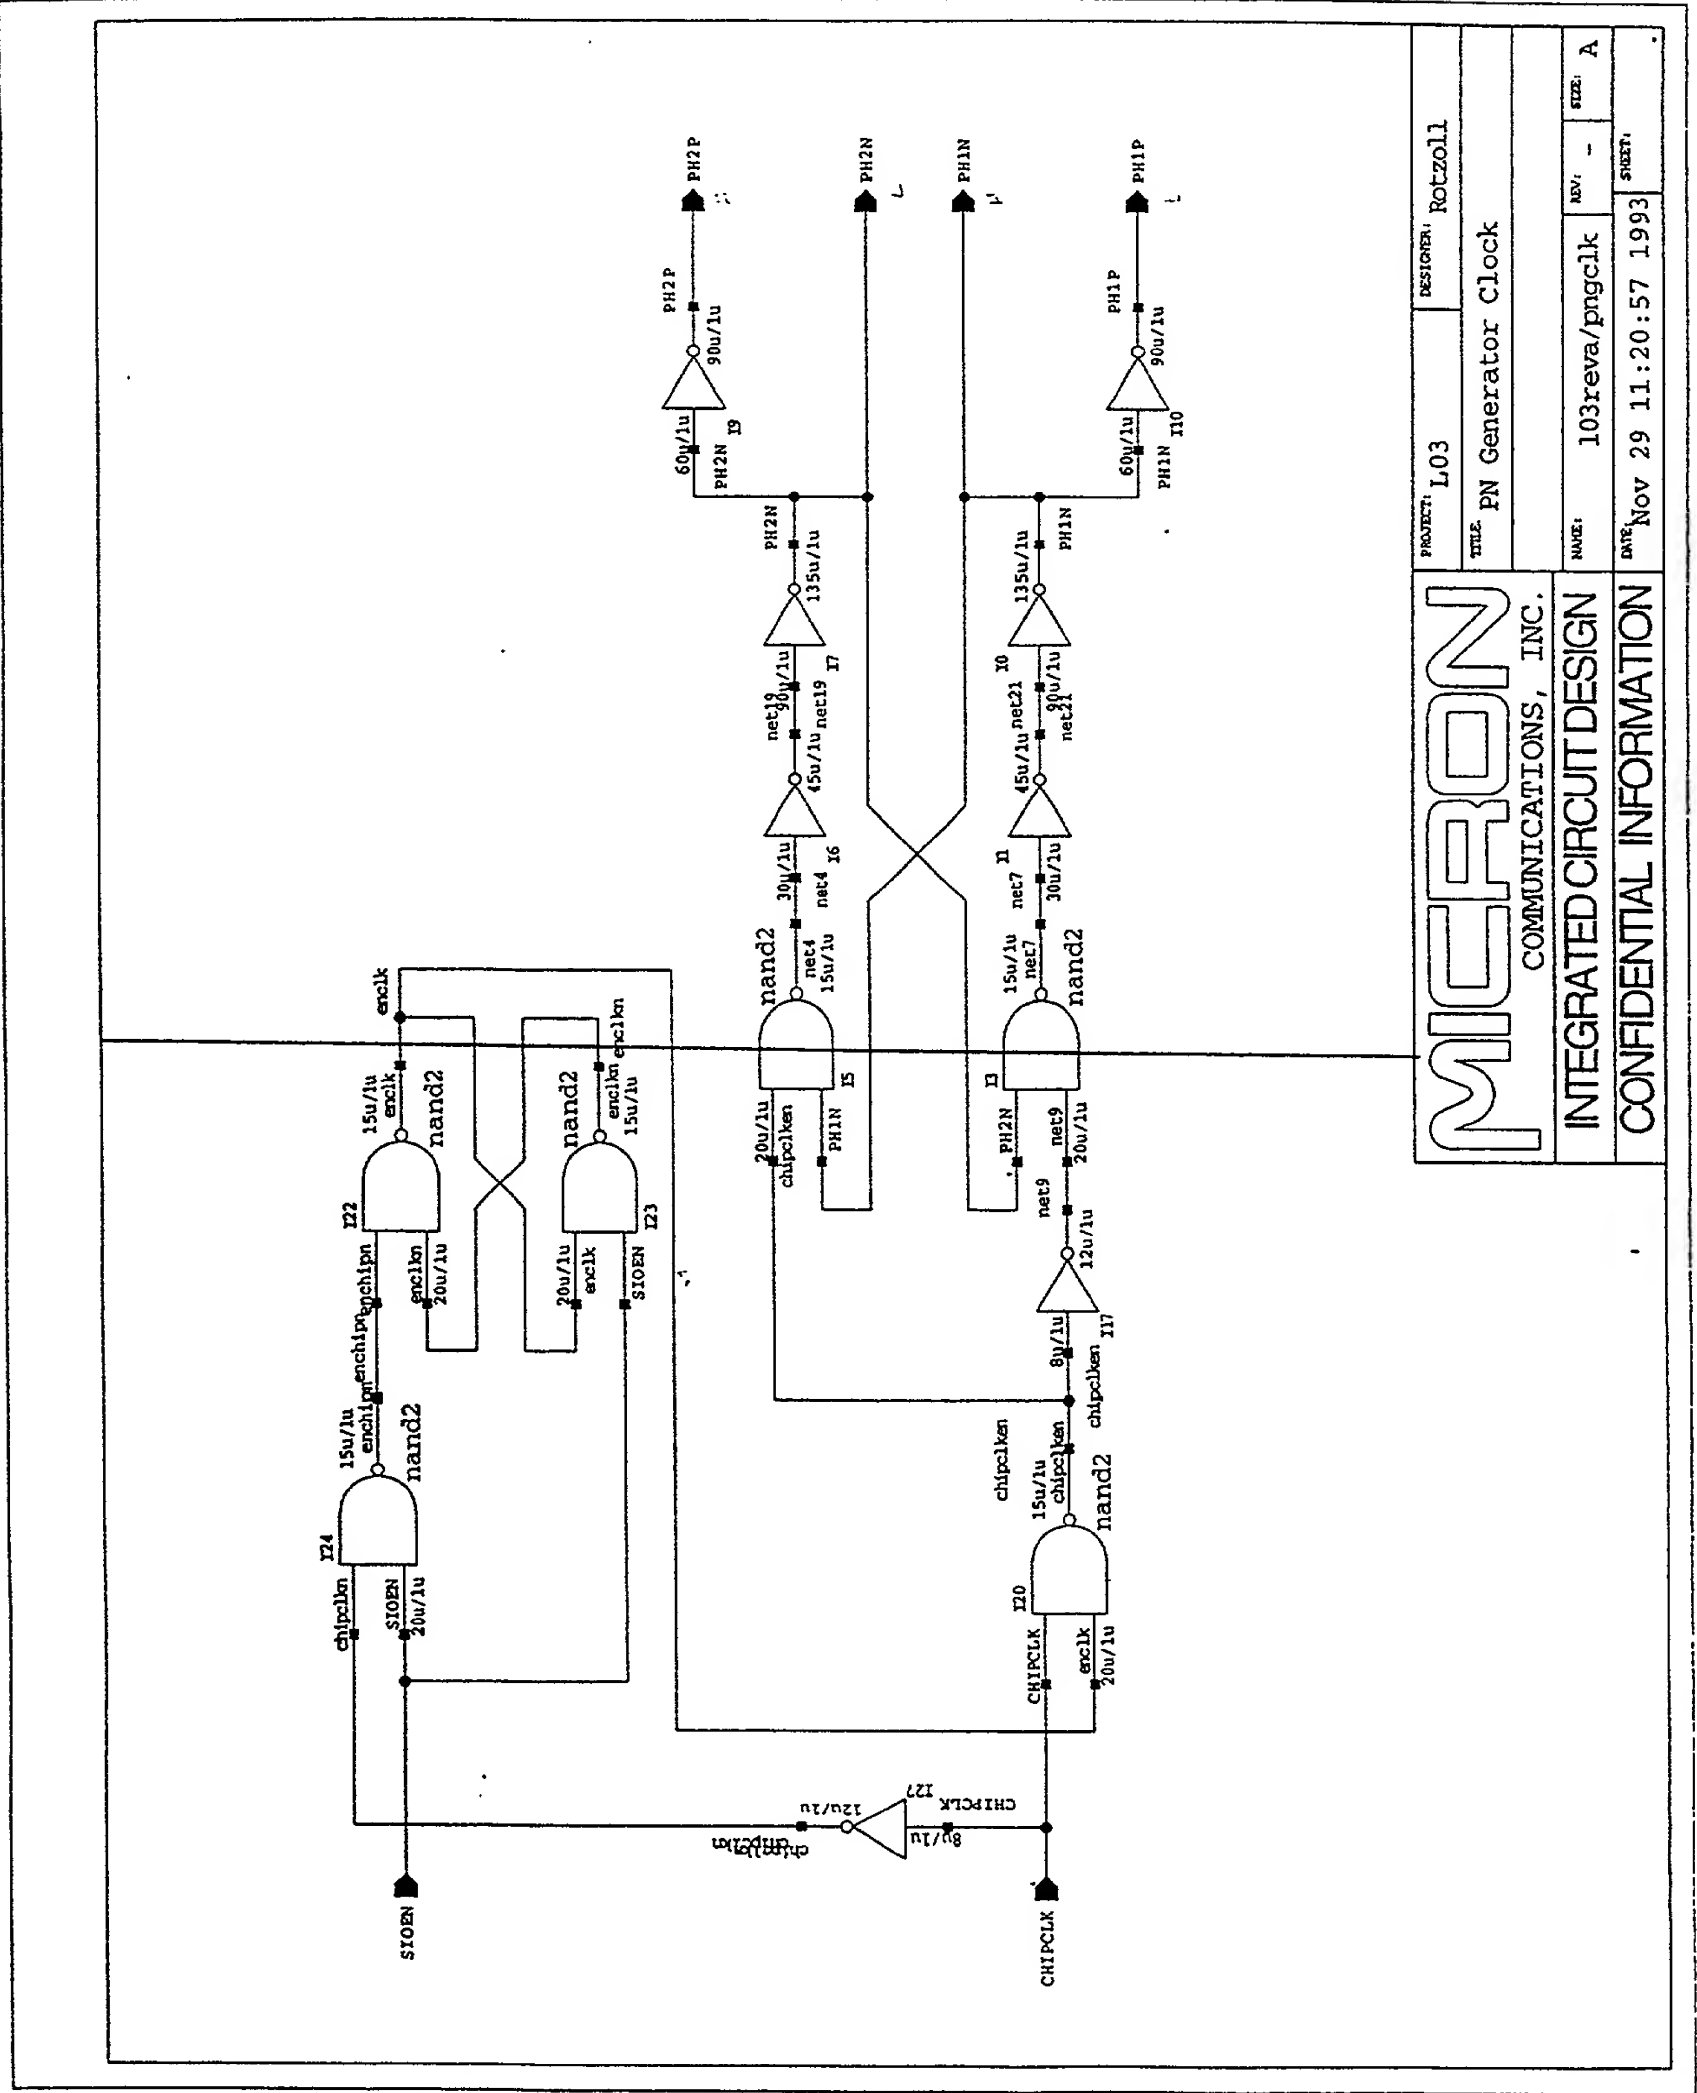 SIOEN
CHIPCLK
chipclkn
CHIPCLK
8u/1u
12u/1u
I27
chipclkn
SIOEN
20u/1u
I24
nand2
15u/1u
enchipn
enchipn
enchipn
enclkn
20u/1u
I22
nand2
15u/1u
enclk
enclk
20u/1u
enclk
SIOEN
I23
nand2
enclkn
15u/1u
enclkn
CHIPCLK
enclk
20u/1u
I20
nand2
15u/1u
chipclken
chipclken
chipclken
8u/1u
I17
12u/1u
net9
20u/1u
chipclken
PH1N
I5
nand2
net4
15u/1u
PH2N
net9
20u/1u
I3
nand2
15u/1u
net7
30u/1u
net4
I6
45u/1u
net19
net19
90u/1u
I7
135u/1u
PH2N
net7
30u/1u
I1
45u/1u
net21
net21
90u/1u
I0
135u/1u
PH1N
60u/1u
PH2N
I9
90u/1u
PH2P
PH2P
PH2N
PH1N
60u/1u
PH1N
I10
90u/1u
PH1P
PH1P
MICRON
COMMUNICATIONS, INC.
INTEGRATED CIRCUIT DESIGN
CONFIDENTIAL INFORMATION
PROJECT: L03
DESIGNER: Rotzoll
TITLE: PN Generator Clock
NAME: l03reva/pngclk
REV: -
SIZE: A
DATE: Nov 29 11:20:57 1993
SHEET: